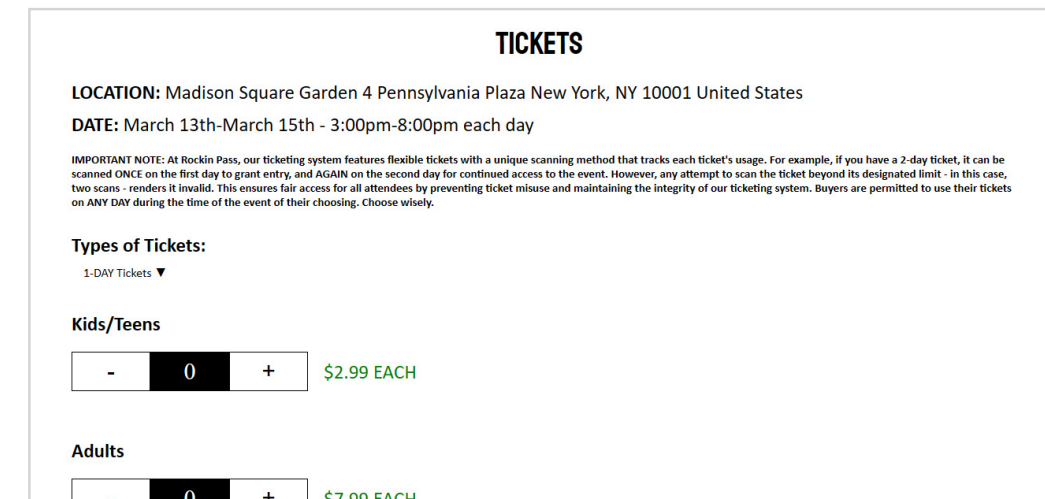 TICKETS
LOCATION: Madison Square Garden 4 Pennsylvania Plaza New York, NY 10001 United States
DATE: March 13th-March 15th - 3:00pm-8:00pm each day
IMPORTANT NOTE: At Rockin Pass, our ticketing system features flexible tickets with a unique scanning method that tracks each ticket's usage. For example, if you have a 2-day ticket, it can be
scanned ONCE on the first day to grant entry, and AGAIN on the second day for continued access to the event. However, any attempt to scan the ticket beyond its designated limit - in this case,
two scans - renders it invalid. This ensures fair access for all attendees by preventing ticket misuse and maintaining the integrity of our ticketing system. Buyers are permitted to use their tickets
on ANY DAY during the time of the event of their choosing. Choose wisely.
Types of Tickets:
1-DAY Tickets ▼
Kids/Teens
- 0 + $2.99 EACH
Adults
- 0 + $7.99 EACH